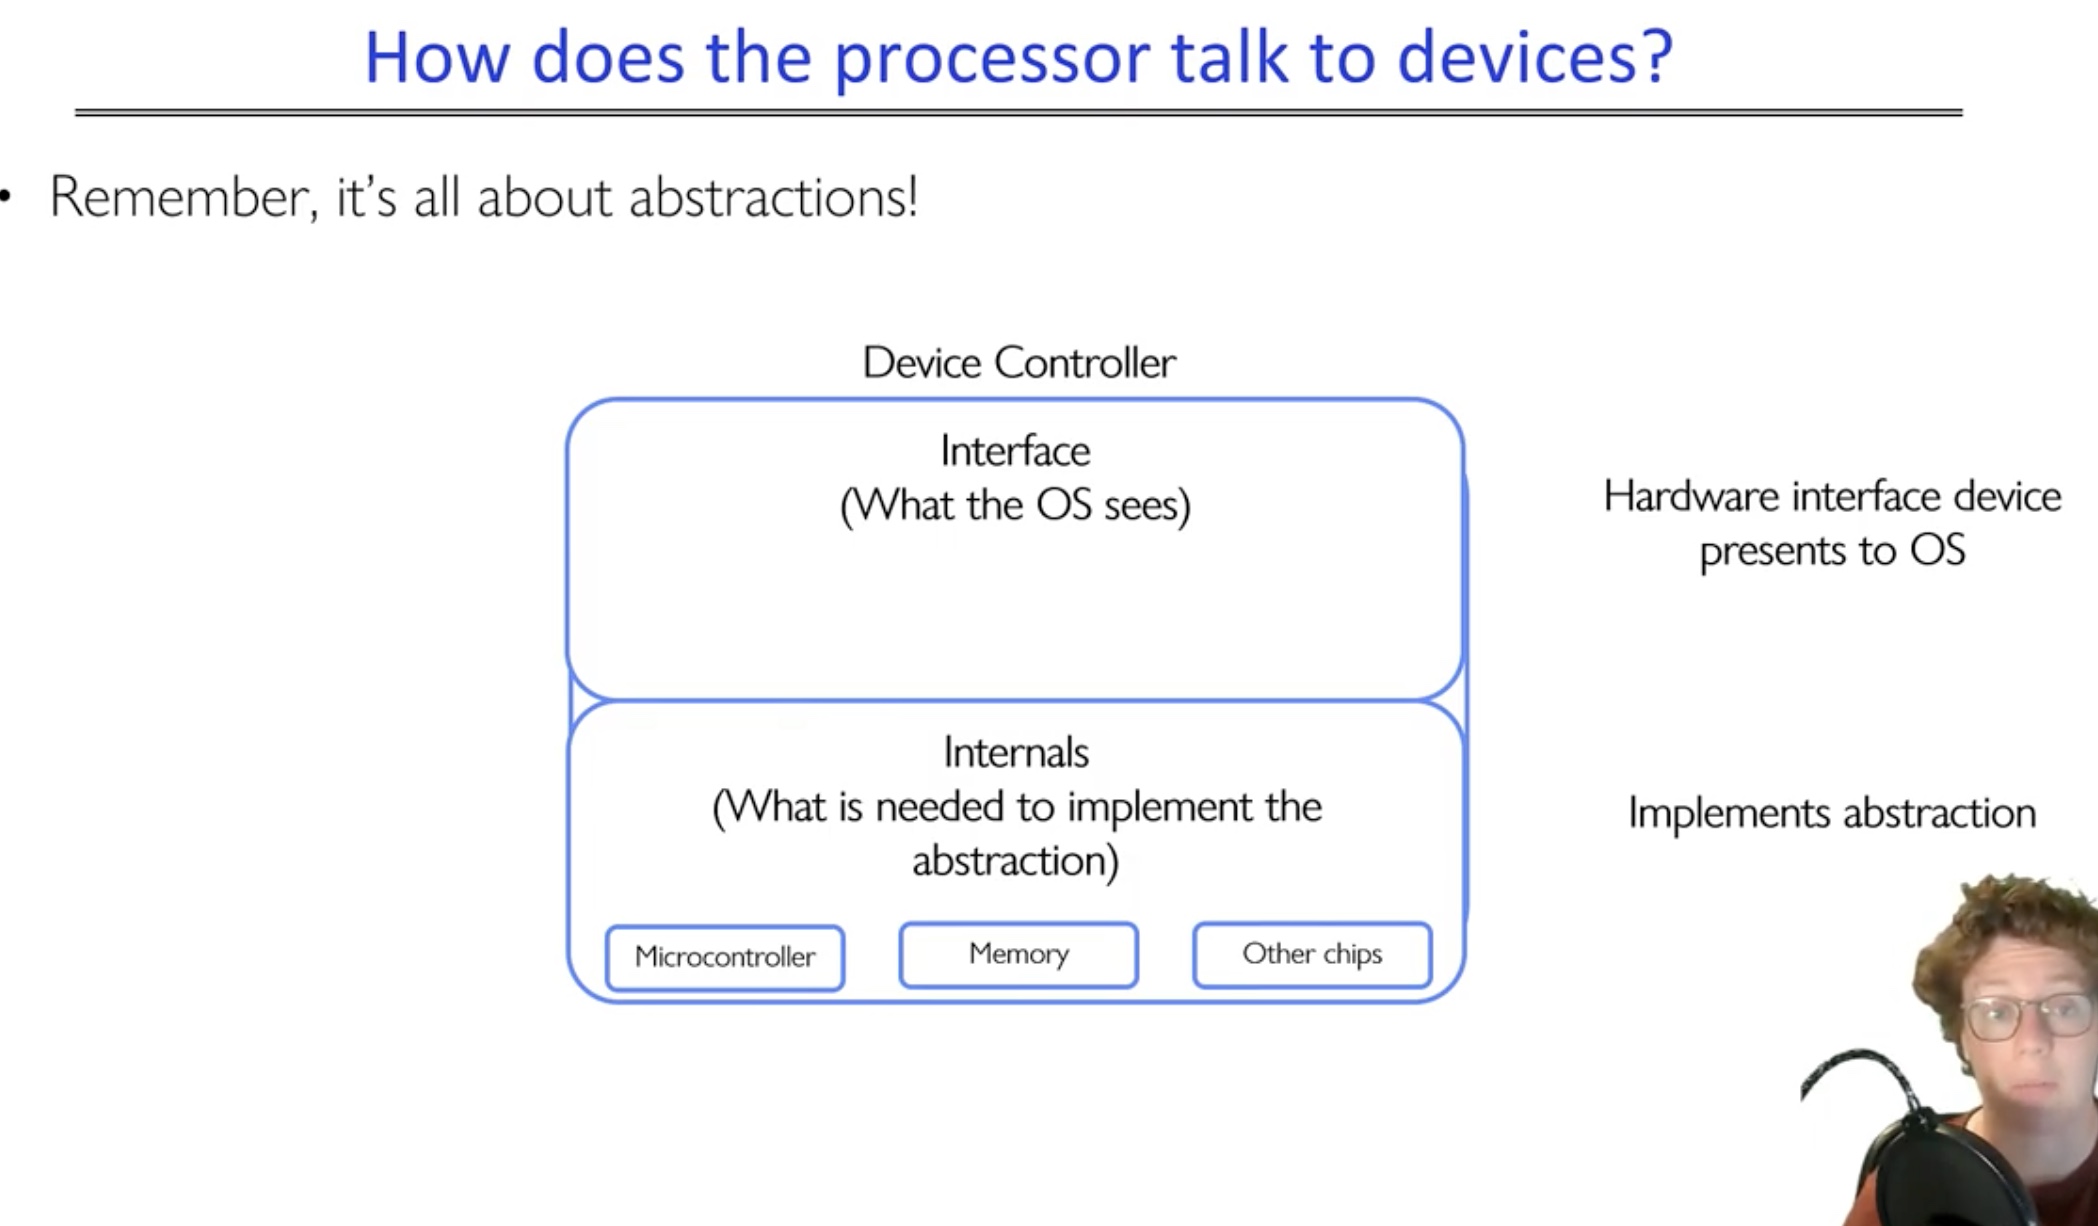 How does the processor talk to devices?
• Remember, it's all about abstractions!
Device Controller
Interface
(What the OS sees)
Hardware interface device
presents to OS
Internals
(What is needed to implement the
abstraction)
Implements abstraction
Microcontroller
Memory
Other chips